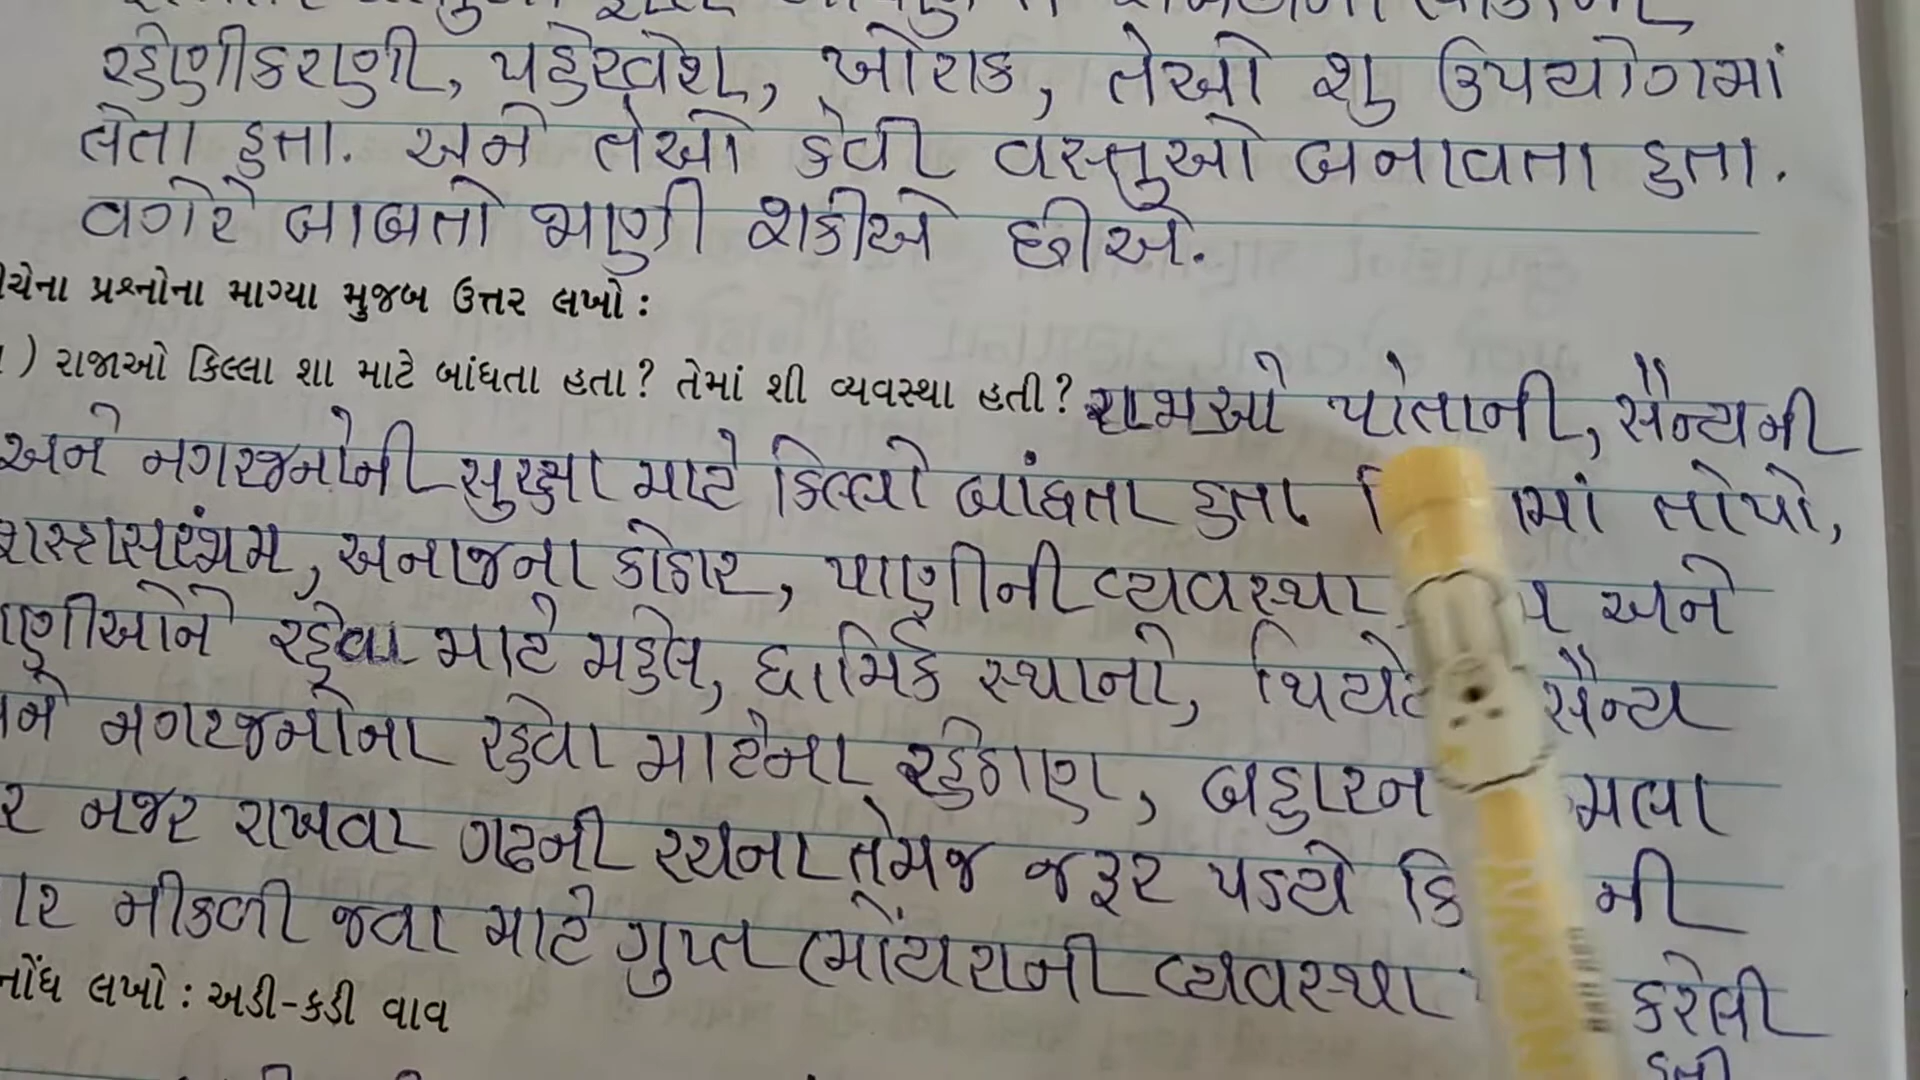 રહેણીકરણી, પહેરવેશ, ખોરાક, તેઓ શુ ઉપયોગમાં
લેતા હતા. અને તેઓ કેવી વસ્તુઓ બનાવતા હતા.
વગેરે બાબતો જાણી શકીએ છીએ.
ચેના પ્રશ્નોના માગ્યા મુજબ ઉત્તર લખો :
) રાજાઓ કિલ્લા શા માટે બાંધતા હતા? તેમાં શી વ્યવસ્થા હતી? રાજાઓ પોતાની, સૈન્યની
અને નગરજનોની સુરક્ષા માટે કિલ્લો બાંધતા હતા. માં તોપો,
અનાજના કોઠાર, પાણીની વ્યવસ્થા અને
ણીઓને રહેવા માટે મહેલ, ધાર્મિક સ્થાનો, સૈન્ય
ને નગરજનોના રહેવા માટેના રહેઠાણ, બહારન મલા
ર નજર રાખવા ગઢની રચના તેમજ જરૂર પડ્યે કિ ની
ાર નીકળી જવા માટે ગુપ્ત ભોંયરાની વ્યવસ્થા કરેલી
હતી
નોંધ લખો : અડી-કડી વાવ